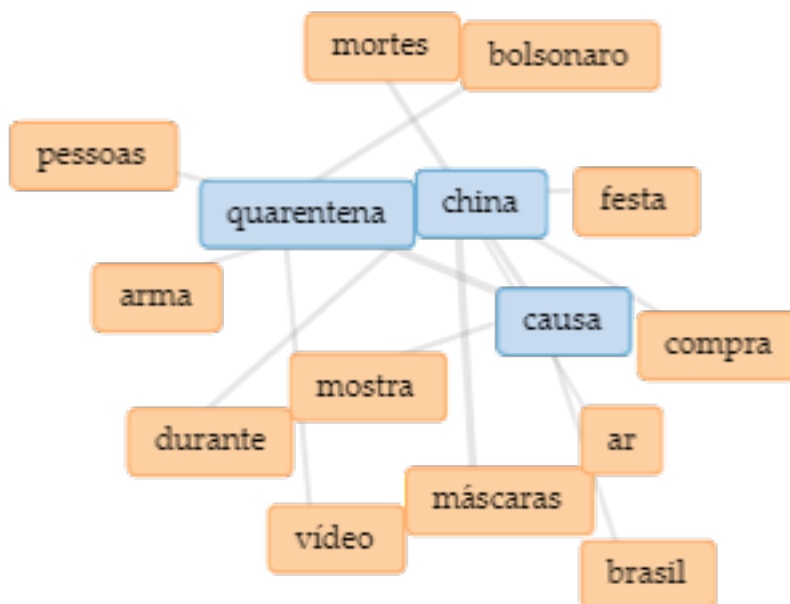 mortes
bolsonaro
pessoas
quarentena
china
festa
arma
causa
compra
mostra
durante
ar
máscaras
vídeo
brasil